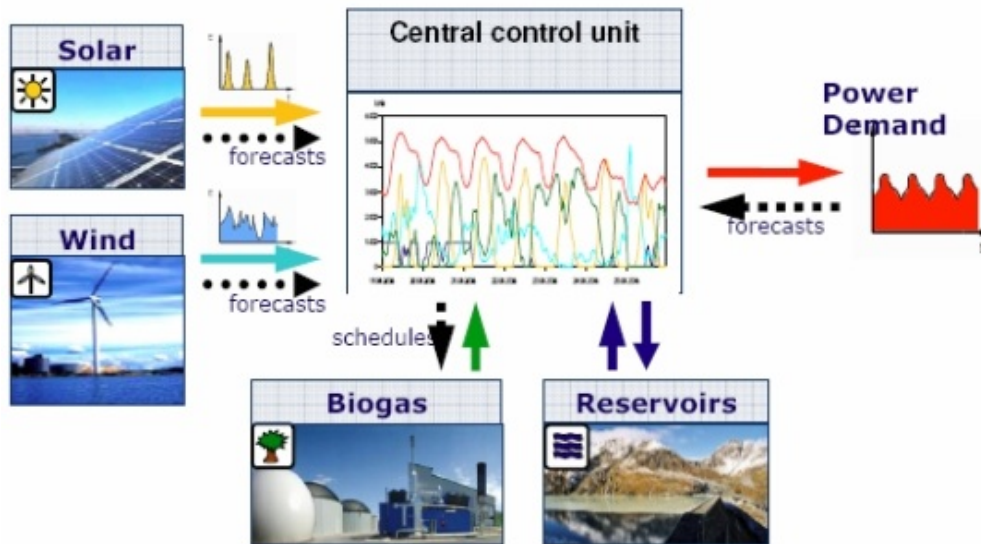 Solar
Central control unit
Power
Demand
forecasts
Wind
forecasts
forecasts
schedules
Biogas
Reservoirs